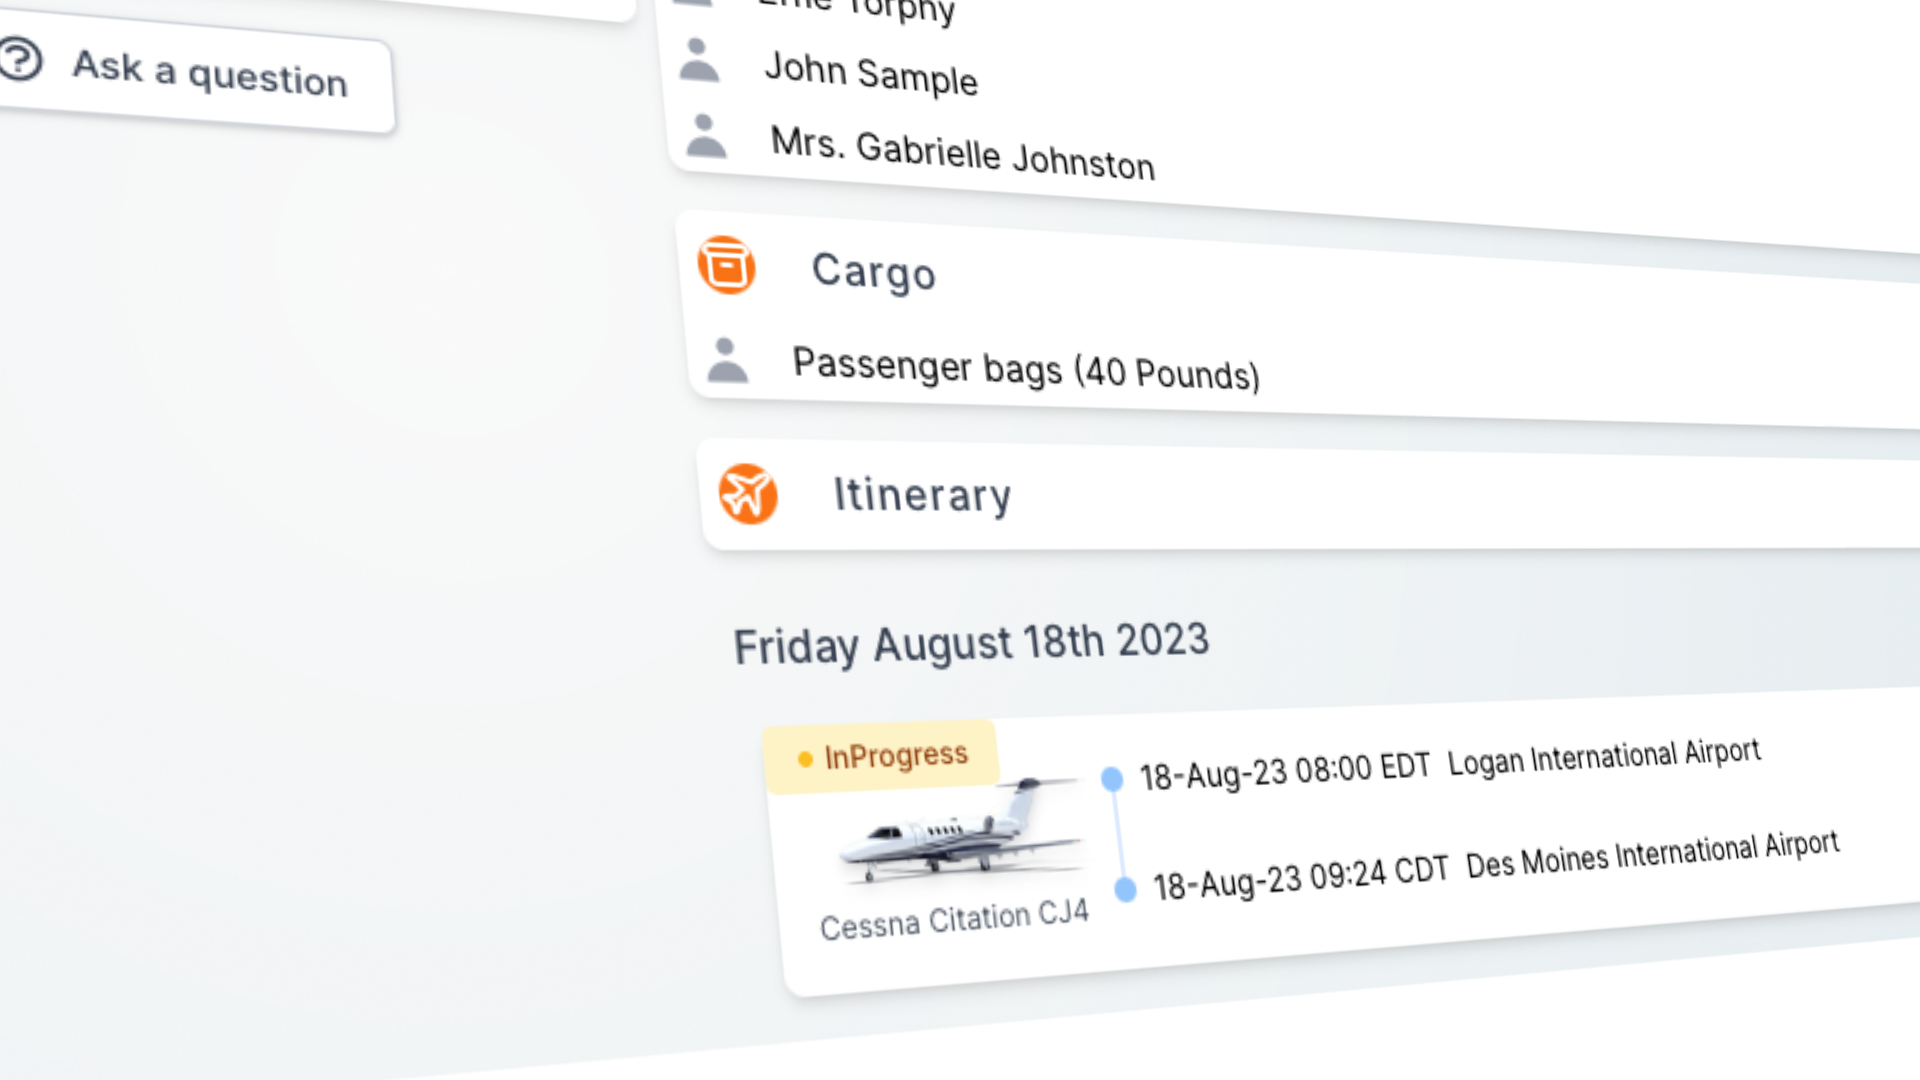 Torphy
John Sample
Mrs. Gabrielle Johnston
Ask a question
Cargo
Passenger bags (40 Pounds)
Itinerary
Friday August 18th 2023
InProgress
18-Aug-23 08:00 EDT Logan International Airport
18-Aug-23 09:24 CDT Des Moines International Airport
Cessna Citation CJ4